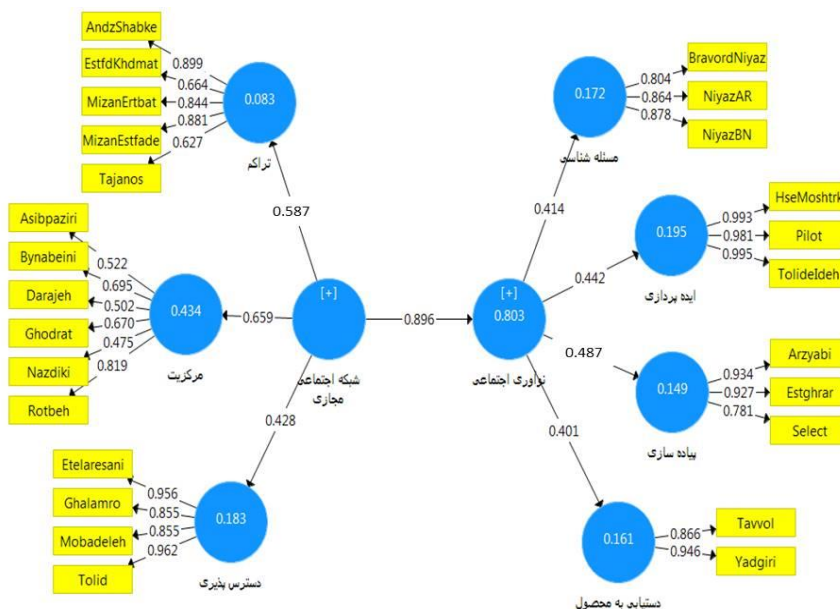 AndzShabke
EstfdKhdmat
MizanErtbat
MizanEstfade
Tajanos
0.899
0.664
0.844
0.881
0.627
0.083
تراکم
0.587
Asibpaziri
Bynabeini
Darajeh
Ghodrat
Nazdiki
Rotbeh
0.522
0.695
0.502
0.670
0.475
0.819
0.434
مرکزیت
0.659
[+]
شبکه اجتماعی
مجازی
0.428
Etelaresani
Ghalamro
Mobadeleh
Tolid
0.956
0.855
0.855
0.962
0.183
دسترس پذیری
0.896
[+]
0.803
نوآوری اجتماعی
0.414
0.172
مسئله شناسی
0.804
0.864
0.878
BravordNiyaz
NiyazAR
NiyazBN
0.442
0.195
ایده پردازی
0.993
0.981
0.995
HseMoshtrk
Pilot
TolideIdeh
0.487
0.149
پیاده سازی
0.934
0.927
0.781
Arzyabi
Estghrar
Select
0.401
0.161
دستیابی به محصول
0.866
0.946
Tavvol
Yadgiri